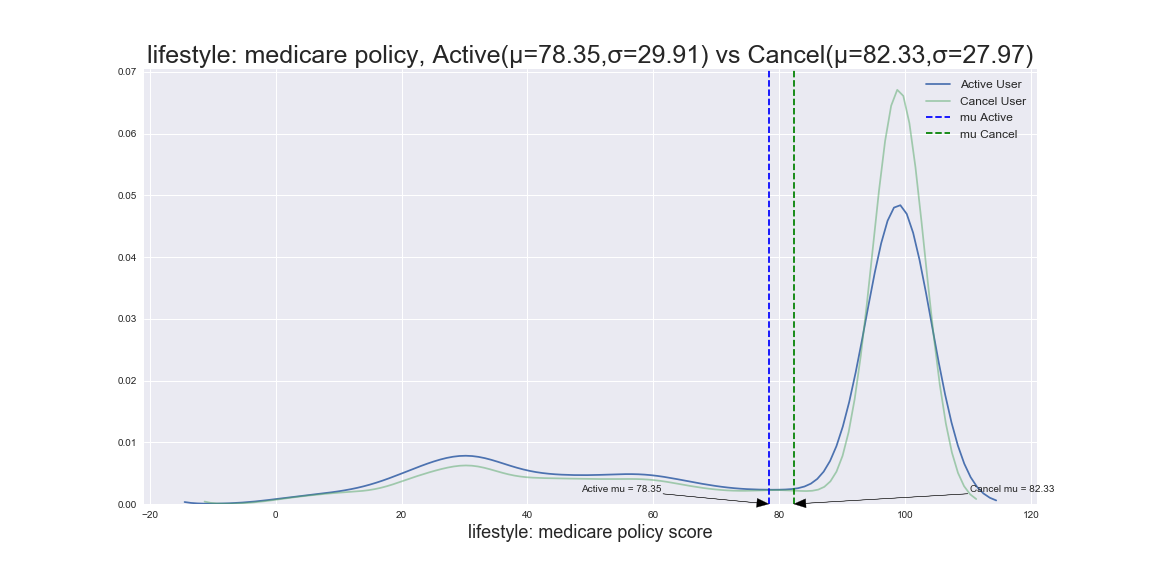 lifestyle: medicare policy, Active(μ=78.35,σ=29.91) vs Cancel(μ=82.33,σ=27.97)
0.07
0.06
0.05
0.04
0.03
0.02
0.01
0.00
Active User
Cancel User
mu Active
mu Cancel
Active mu = 78.35
Cancel mu = 82.33
−20 0 20 40 60 80 100 120
lifestyle: medicare policy score